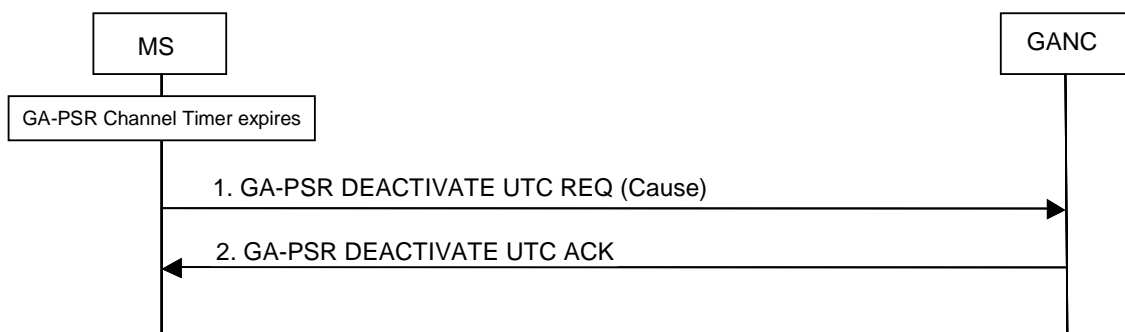 MS
GANC
GA-PSR Channel Timer expires
1. GA-PSR DEACTIVATE UTC REQ (Cause)
2. GA-PSR DEACTIVATE UTC ACK